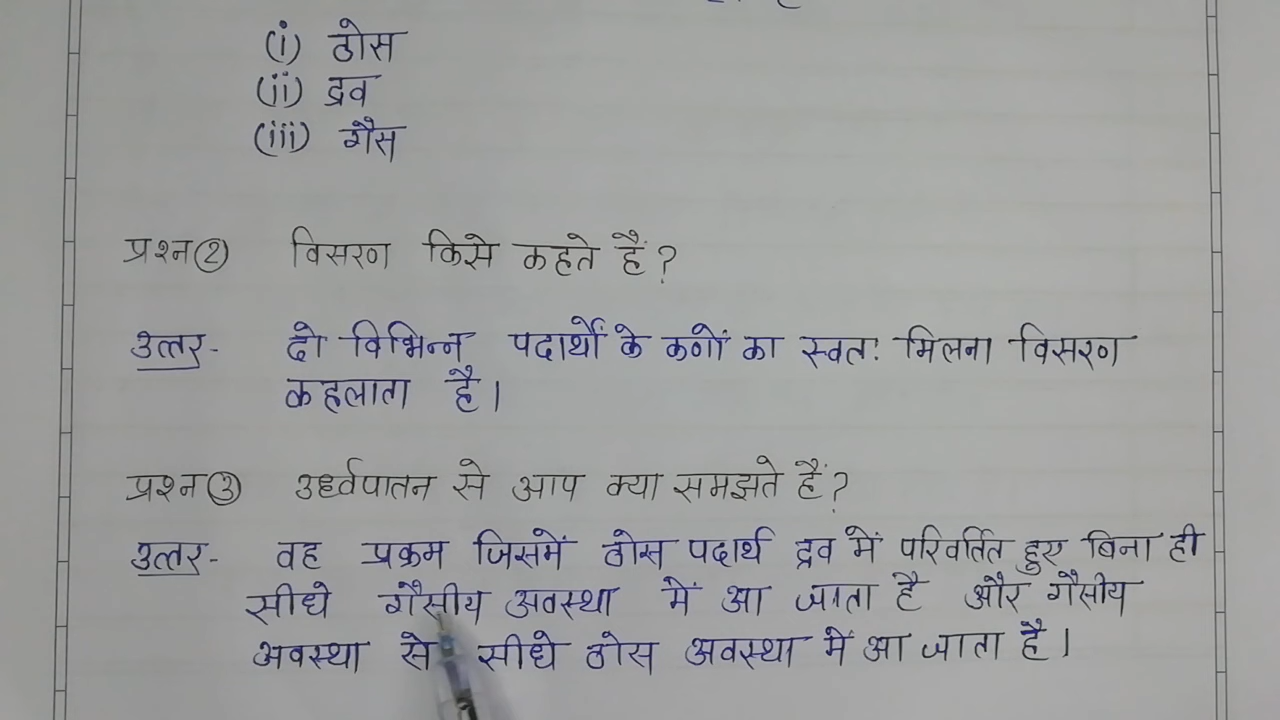 (i) ठोस
(ii) द्रव
(iii) गैस
प्रश्न② विसरण किसे कहते हैं?
उत्तर- दो विभिन्न पदार्थों के कणों का स्वतः मिलना विसरण
कहलाता है।
प्रश्न③ उर्ध्वपातन से आप क्या समझते हैं?
उत्तर- वह प्रक्रम जिसमें ठोस पदार्थ द्रव में परिवर्तित हुए बिना ही
सीधे गैसीय अवस्था में आ जाता है और गैसीय
अवस्था से सीधे ठोस अवस्था में आ जाता है।